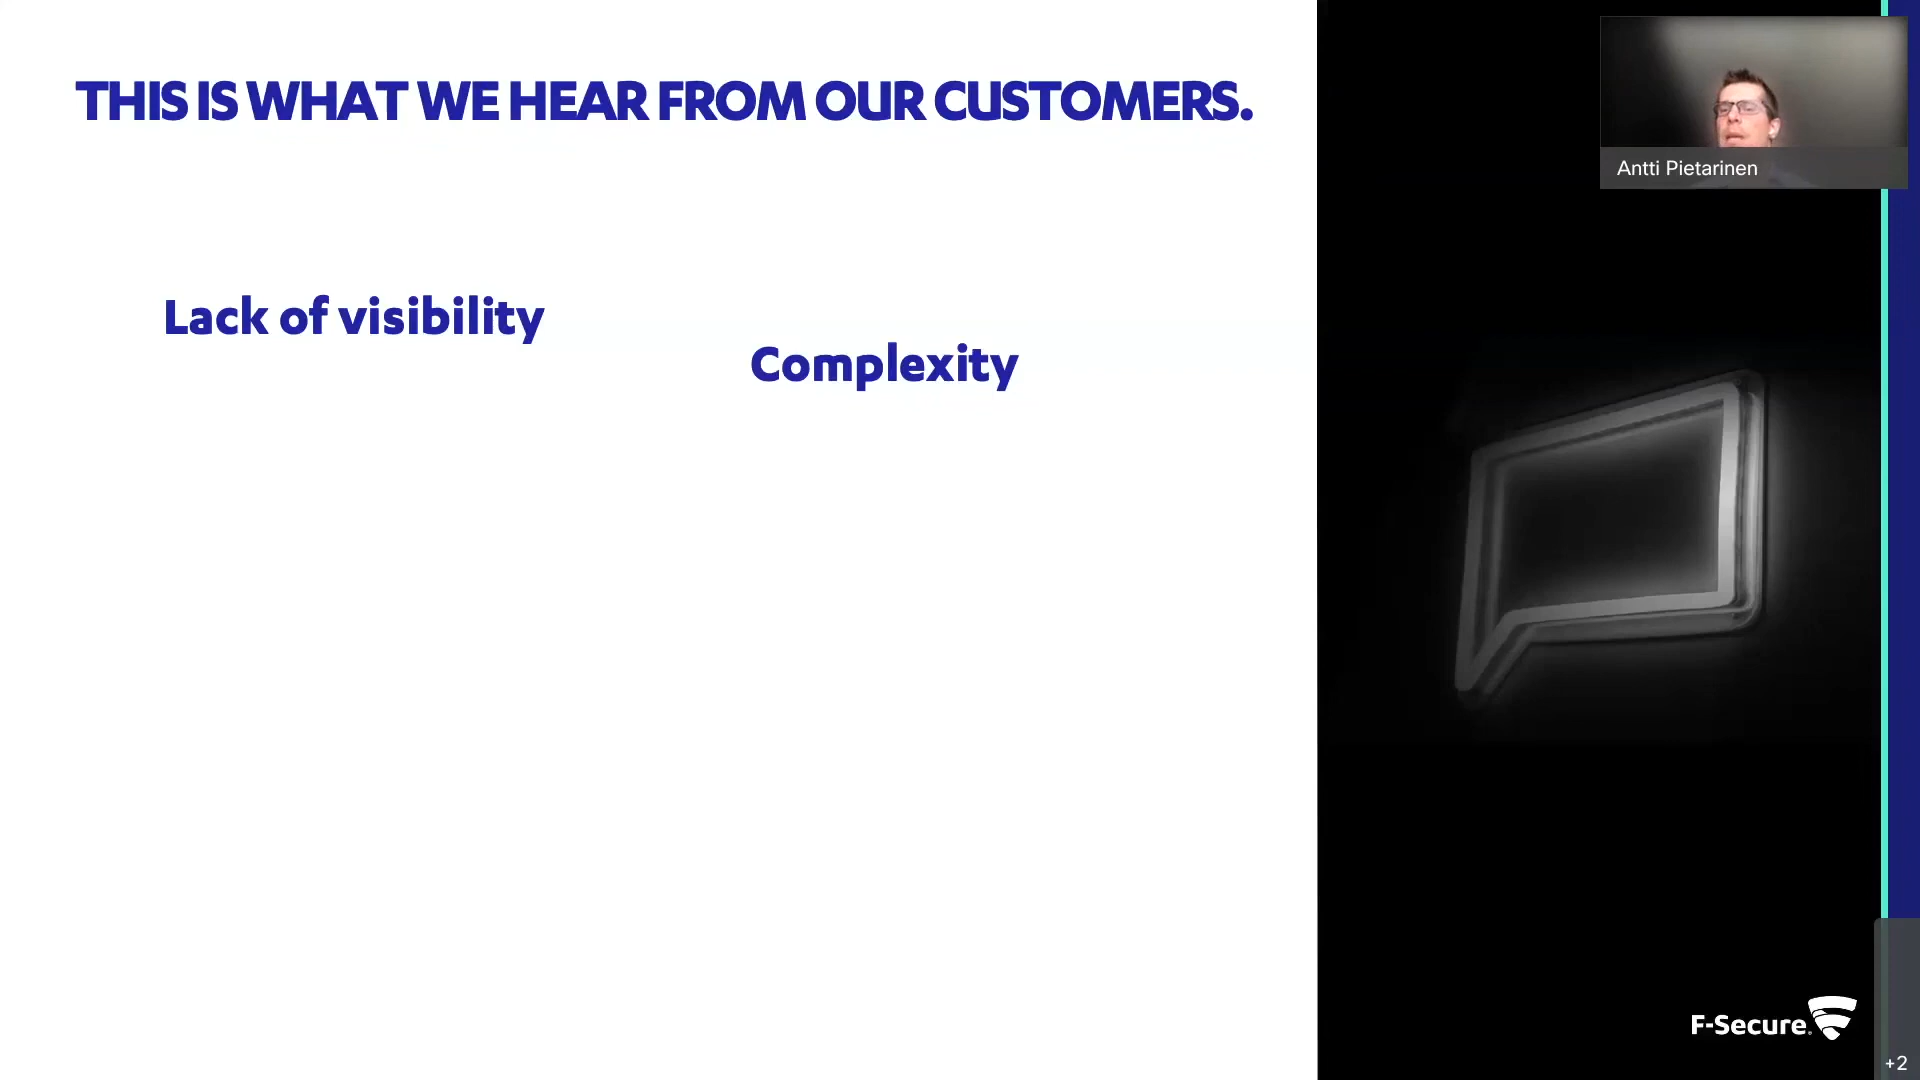 THIS IS WHAT WE HEAR FROM OUR CUSTOMERS.
Antti Pietarinen
Lack of visibility
Complexity
F-Secure.
+2